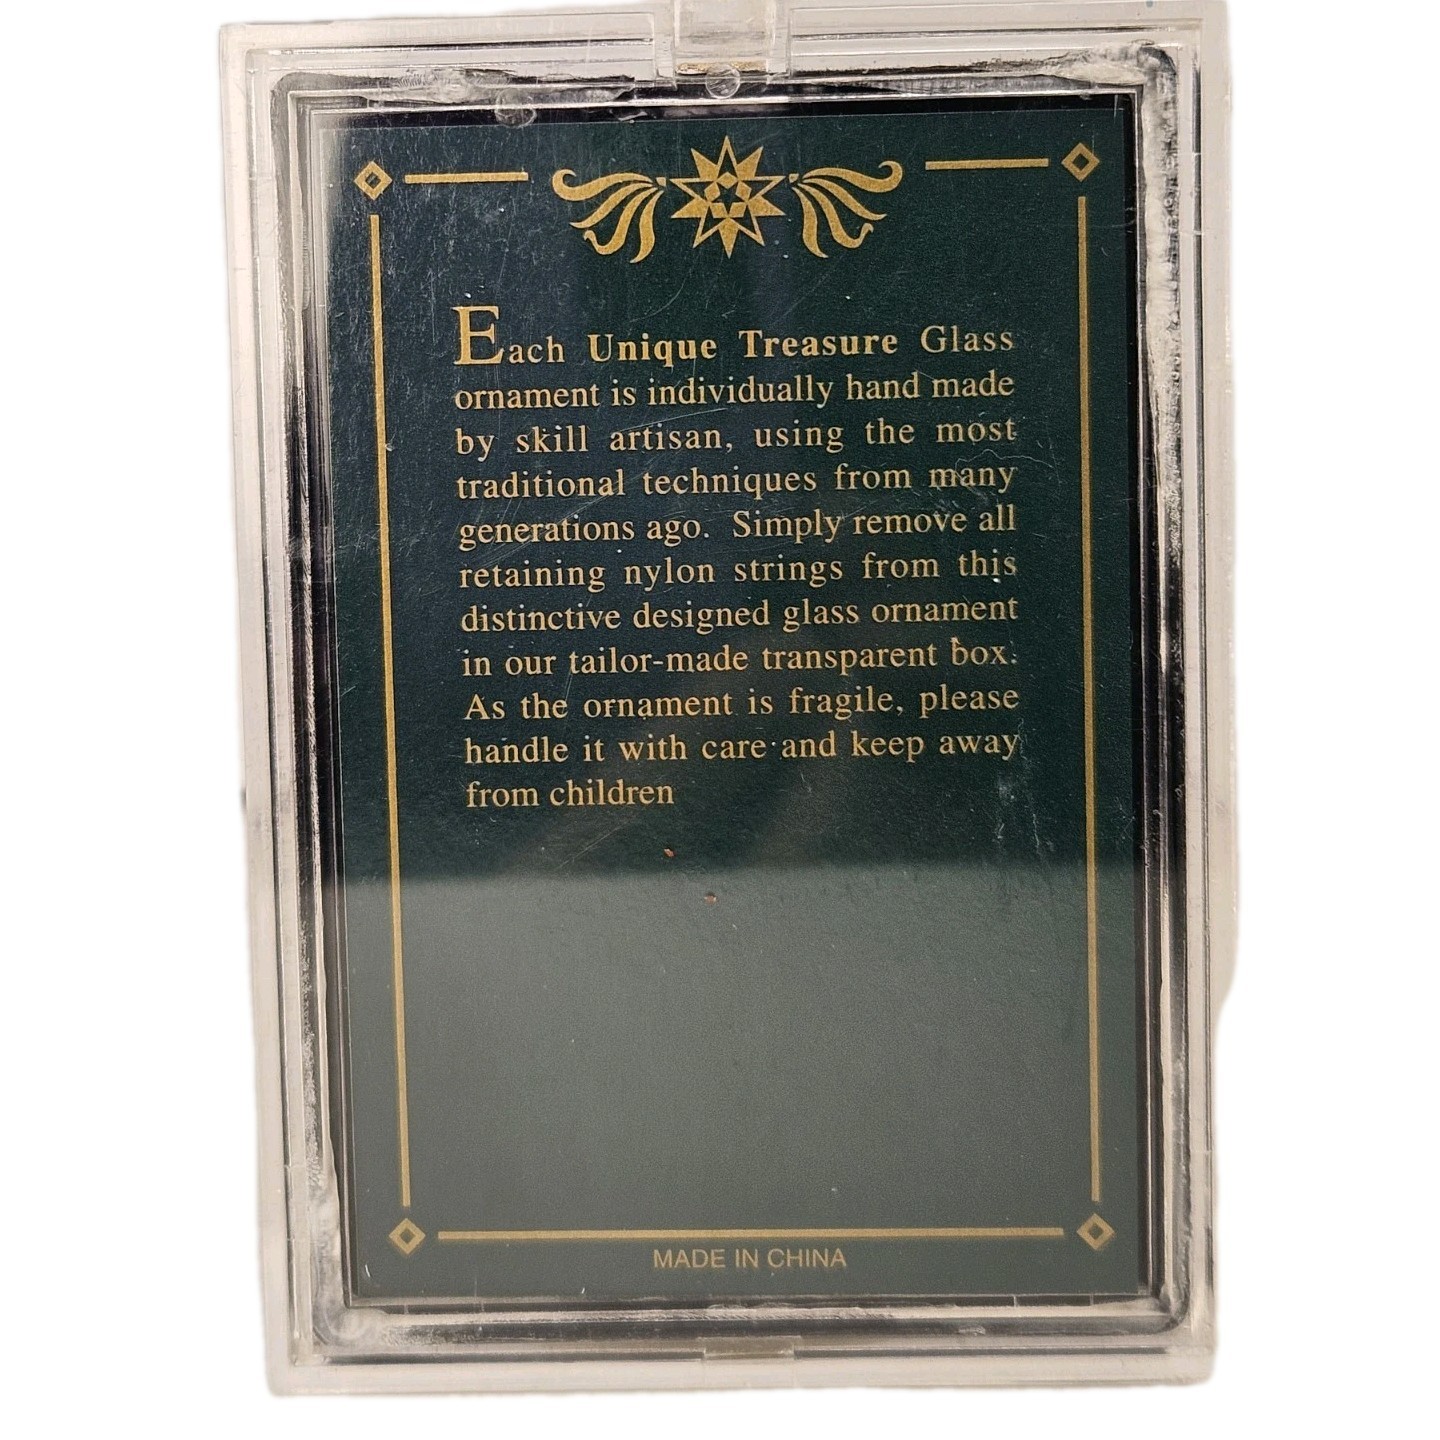 Each Unique Treasure Glass
ornament is individually hand made
by skill artisan, using the most
traditional techniques from many
generations ago. Simply remove all
retaining nylon strings from this
distinctive designed glass ornament
in our tailor-made transparent box.
As the ornament is fragile, please
handle it with care and keep away
from children
MADE IN CHINA